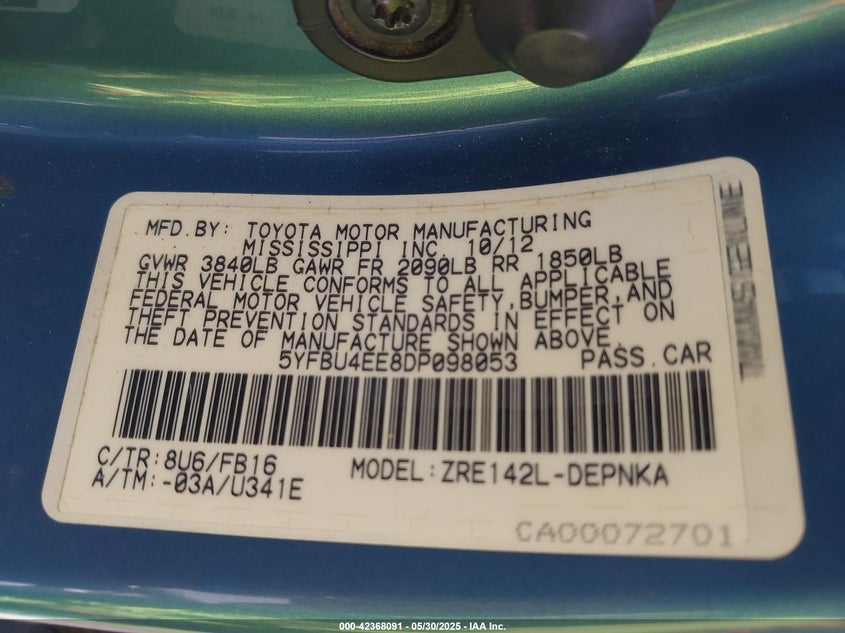 MFD.BY: TOYOTA MOTOR MANUFACTURING
MISSISSIPPI INC. 10/12
GVWR 3840LB GAWR FR 2090LB RR 1850LB
THIS VEHICLE CONFORMS TO ALL APPLICABLE
FEDERAL MOTOR VEHICLE SAFETY,BUMPER,AND
THEFT PREVENTION STANDARDS IN EFFECT ON
THE DATE OF MANUFACTURE SHOWN ABOVE.
5YFBU4EE8DP098053 PASS.CAR
C/TR:8U6/FB16 MODEL:ZRE142L-DEPNKA
A/TM:-03A/U341E
CA00072701
000-42368091 - 05/30/2025 - IAA Inc.